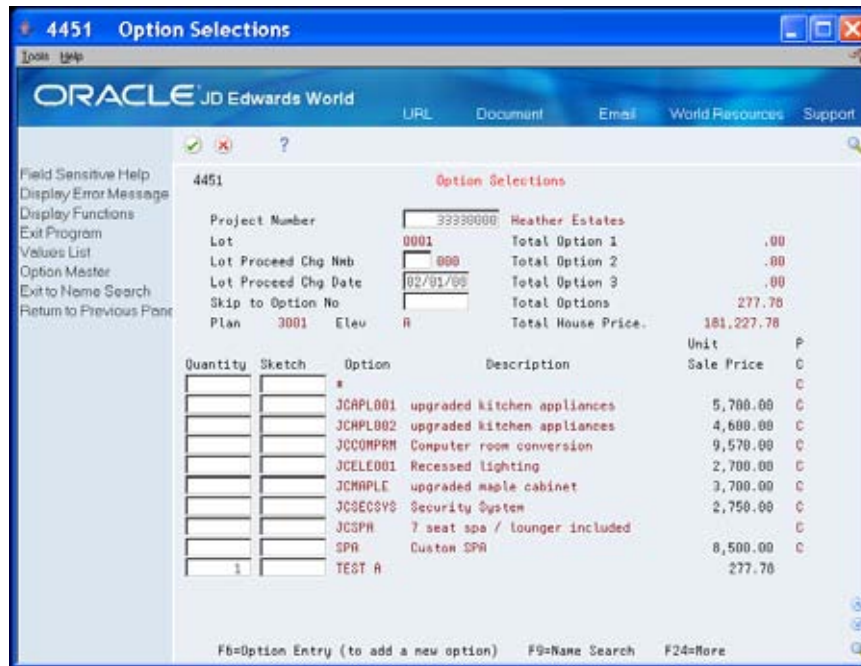 4451 Option Selections
Tools Help
ORACLE JD Edwards World
URL Document Email World Resources Support
?
Field Sensitive Help
Display Error Message
Display Functions
Exit Program
Values List
Option Master
Exit to Name Search
Return to Previous Pane
4451 Option Selections
Project Number 33330000 Heather Estates
Lot 0001 Total Option 1 .00
Lot Proceed Chg Nmb 000 Total Option 2 .00
Lot Proceed Chg Date 02/01/08 Total Option 3 .00
Skip to Option No Total Options 277.78
Plan 3001 Elev A Total House Price. 181,227.78
Unit P
Quantity Sketch Option Description Sale Price C
* C
JCAPL001 upgraded kitchen appliances 5,700.00 C
JCAPL002 upgraded kitchen appliances 4,600.00 C
JCCOMPRM Computer room conversion 9,570.00 C
JCELE001 Recessed lighting 2,700.00 C
JCMAPLE upgraded maple cabinet 3,700.00 C
JCSECSYS Security System 2,750.00 C
JCSPA 7 seat spa / lounger included C
SPA Custom SPA 8,500.00 C
1 TEST A 277.78
F6=Option Entry (to add a new option) F9=Name Search F24=More